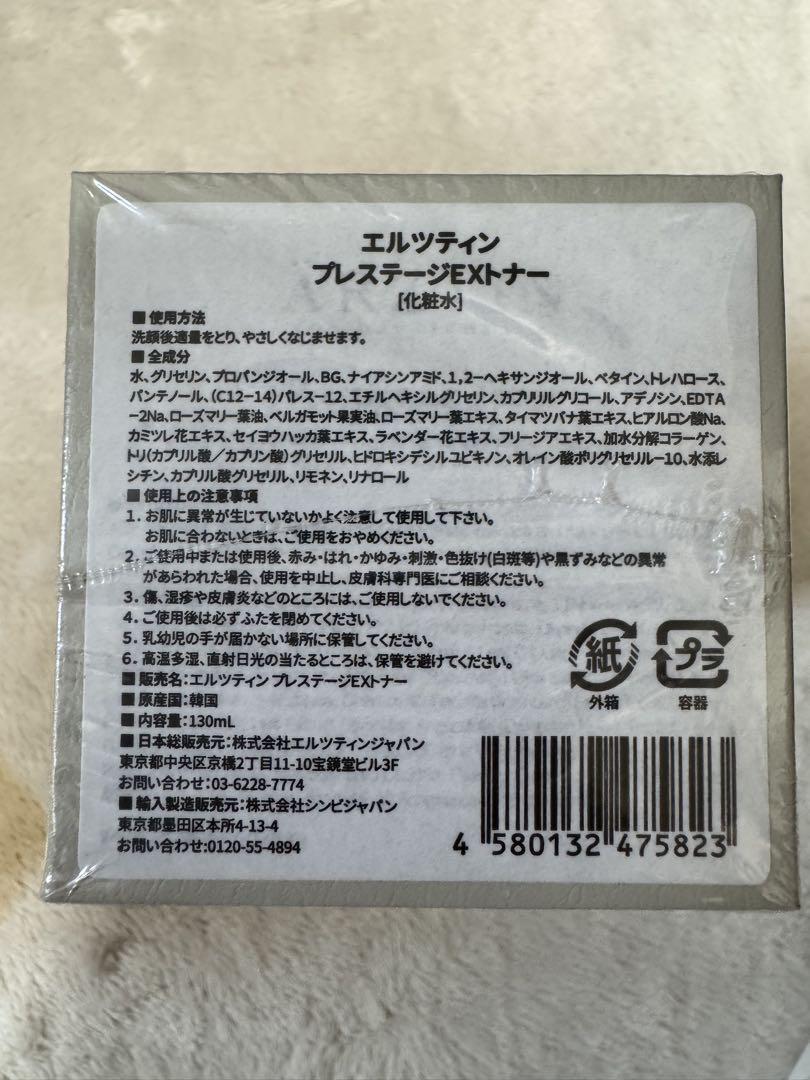 エルツティン
プレステージEXトナー
[化粧水]
■ 使用方法
洗顔後適量をとり、やさしくなじませます。
■ 全成分
水、グリセリン、プロパンジオール、BG、ナイアシンアミド、1,2-ヘキサンジオール、ベタイン、トレハロース、
パンテノール、(C12-14)パレス-12、エチルヘキシルグリセリン、カプリリルグリコール、アデノシン、EDTA
-2Na、ローズマリー葉油、ベルガモット果実油、ローズマリー葉エキス、タイマツバナ葉エキス、ヒアルロン酸Na、
カミツレ花エキス、セイヨウハッカ葉エキス、ラベンダー花エキス、フリージアエキス、加水分解コラーゲン、
トリ(カプリル酸/カプリン酸)グリセリル、ヒドロキシデシルユビキノン、オレイン酸ポリグリセリル-10、水添レ
シチン、カプリル酸グリセリル、リモネン、リナロール
■ 使用上の注意事項
1. お肌に異常が生じていないかよく注意して使用して下さい。
お肌に合わないときは、ご使用をおやめください。
2. ご使用中または使用後、赤み・はれ・かゆみ・刺激・色抜け(白斑等)や黒ずみなどの異常
があらわれた場合、使用を中止し、皮膚科専門医にご相談ください。
3. 傷、湿疹や皮膚炎などのところには、ご使用しないでください。
4. ご使用後は必ずふたを閉めてください。
5. 乳幼児の手が届かない場所に保管してください。
6. 高温多湿、直射日光の当たるところは、保管を避けてください。
■ 販売名:エルツティン プレステージEXトナー
■ 原産国:韓国
■ 内容量:130mL
■ 日本総販売元:株式会社エルツティンジャパン
東京都中央区京橋2丁目11-10宝鏡堂ビル3F
お問い合わせ:03-6228-7774
■ 輸入製造販売元:株式会社シンビジャパン
東京都墨田区本所4-13-4
お問い合わせ:0120-55-4894
紙
外箱
プラ
容器
4 580132 475823